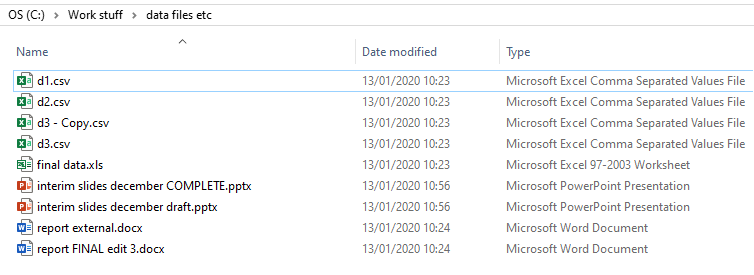 OS (C:) > Work stuff > data files etc
Name Date modified Type
d1.csv 13/01/2020 10:23 Microsoft Excel Comma Separated Values File
d2.csv 13/01/2020 10:23 Microsoft Excel Comma Separated Values File
d3 - Copy.csv 13/01/2020 10:23 Microsoft Excel Comma Separated Values File
d3.csv 13/01/2020 10:23 Microsoft Excel Comma Separated Values File
final data.xls 13/01/2020 10:23 Microsoft Excel 97-2003 Worksheet
interim slides december COMPLETE.pptx 13/01/2020 10:56 Microsoft PowerPoint Presentation
interim slides december draft.pptx 13/01/2020 10:56 Microsoft PowerPoint Presentation
report external.docx 13/01/2020 10:24 Microsoft Word Document
report FINAL edit 3.docx 13/01/2020 10:24 Microsoft Word Document